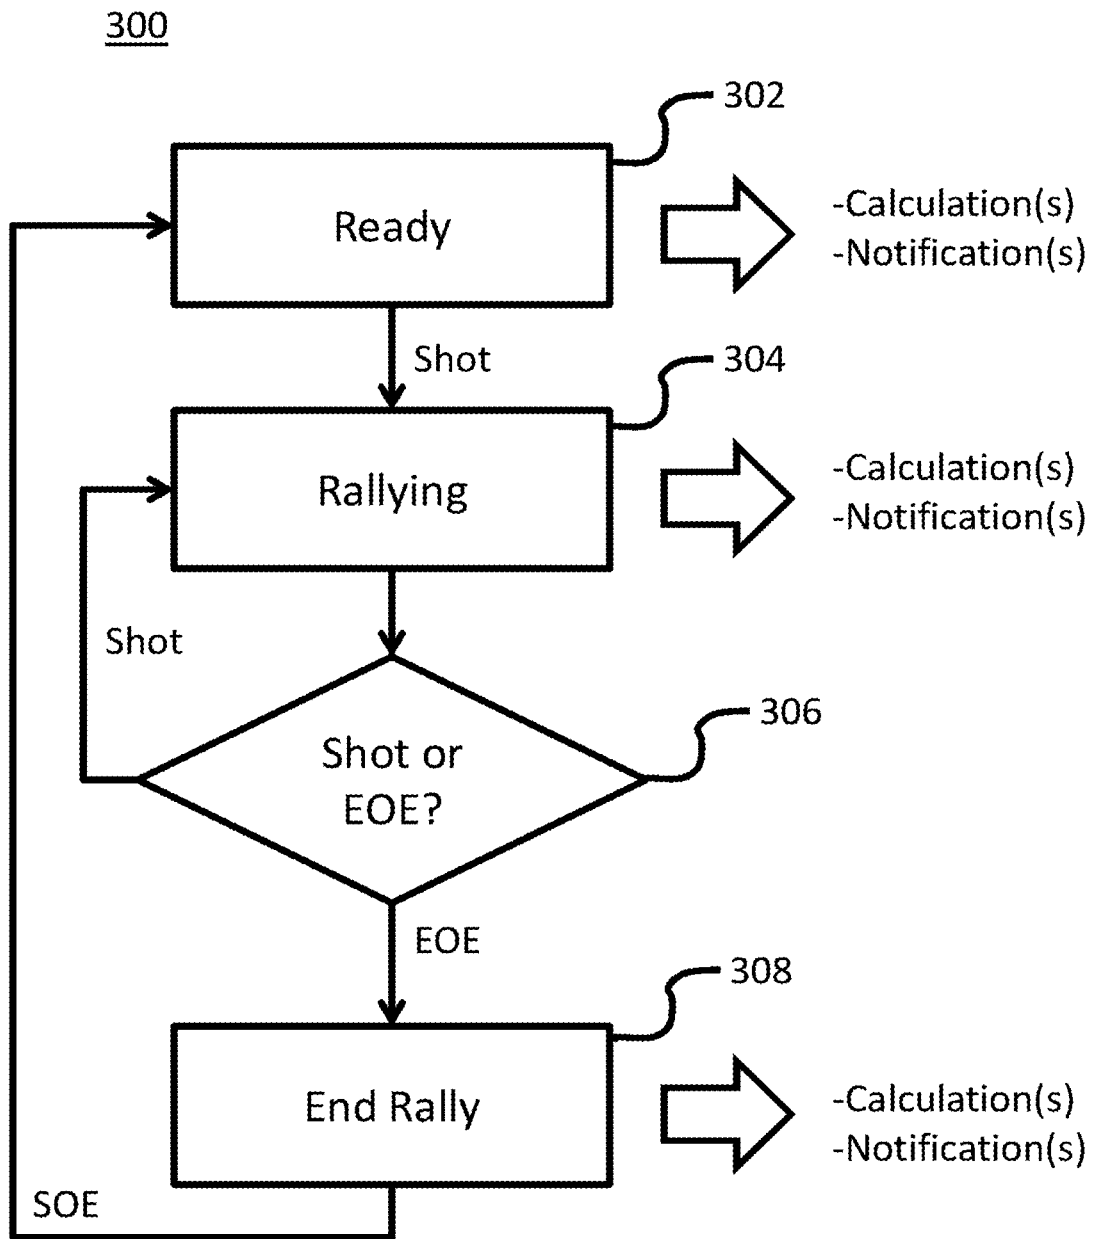 300
302
Ready
-Calculation(s)
-Notification(s)
Shot
304
Rallying
-Calculation(s)
-Notification(s)
Shot
306
Shot or
EOE?
EOE
308
End Rally
-Calculation(s)
-Notification(s)
SOE